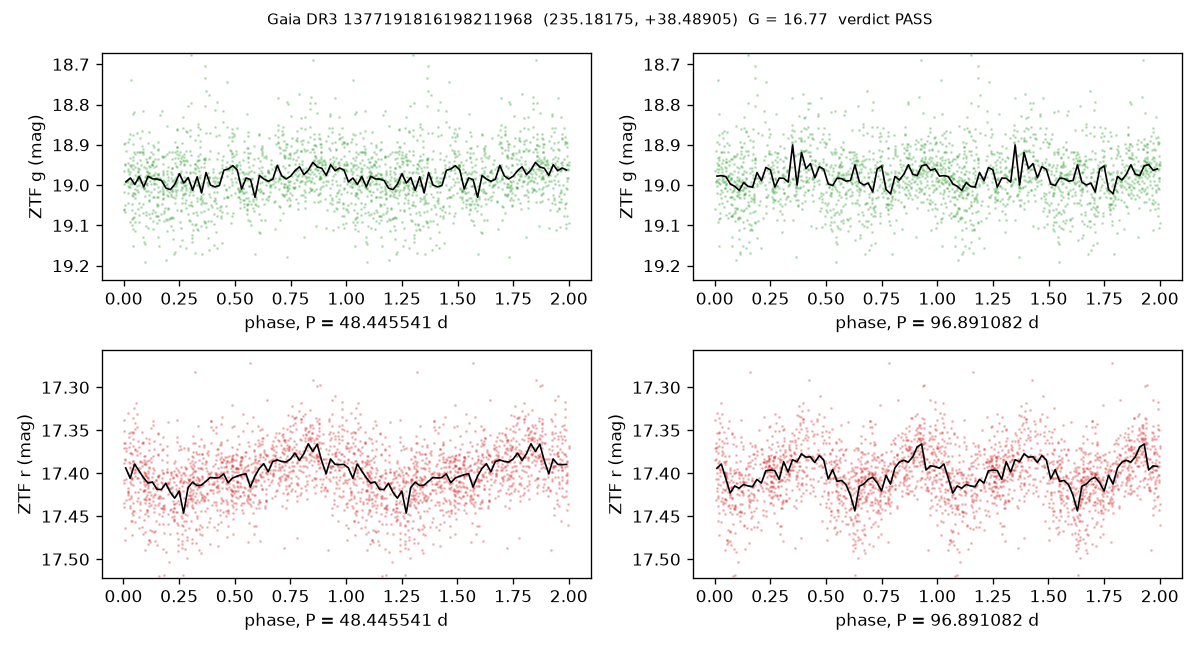 Gaia DR3 1377191816198211968 (235.18175, +38.48905) G = 16.77 verdict PASS
ZTF g (mag)
18.7
18.8
18.9
19.0
19.1
19.2
0.00 0.25 0.50 0.75 1.00 1.25 1.50 1.75 2.00
phase, P = 48.445541 d
ZTF g (mag)
18.7
18.8
18.9
19.0
19.1
19.2
0.00 0.25 0.50 0.75 1.00 1.25 1.50 1.75 2.00
phase, P = 96.891082 d
ZTF r (mag)
17.30
17.35
17.40
17.45
17.50
0.00 0.25 0.50 0.75 1.00 1.25 1.50 1.75 2.00
phase, P = 48.445541 d
ZTF r (mag)
17.30
17.35
17.40
17.45
17.50
0.00 0.25 0.50 0.75 1.00 1.25 1.50 1.75 2.00
phase, P = 96.891082 d